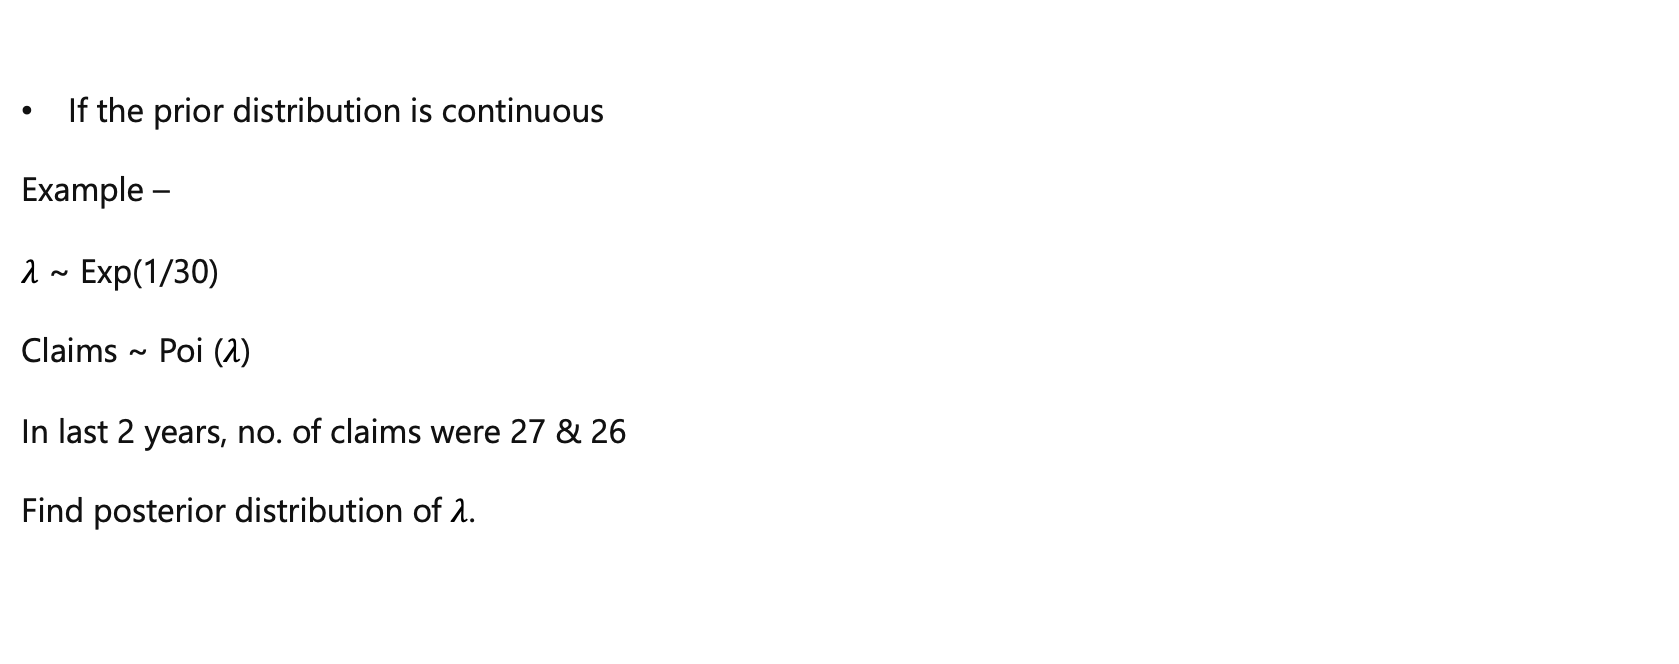 • If the prior distribution is continuous
Example –
𝜆 ~ Exp(1/30)
Claims ~ Poi (𝜆)
In last 2 years, no. of claims were 27 & 26
Find posterior distribution of 𝜆.